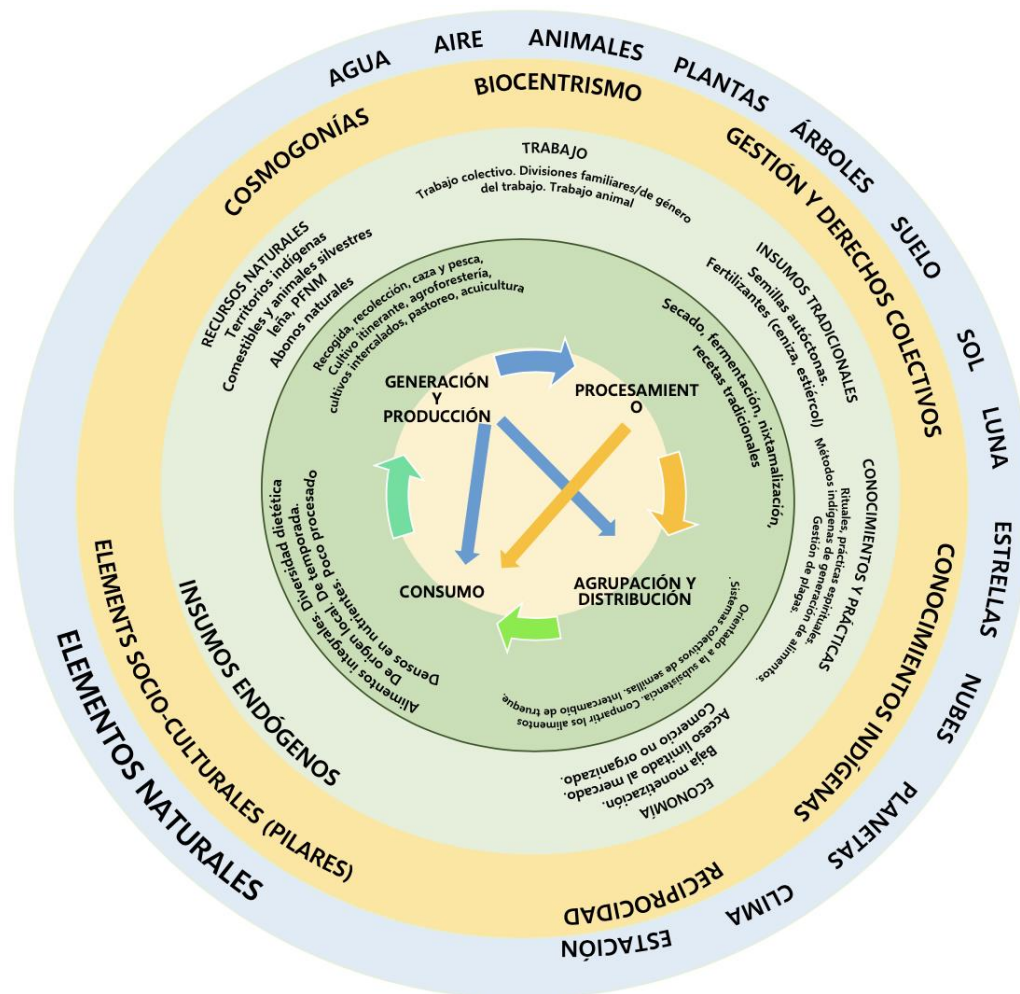 AGUA
AIRE
ANIMALES
PLANTAS
ÁRBOLES
SUELO
SOL
LUNA
ESTRELLAS
NUBES
PLANETAS
CLIMA
ESTACIÓN
ELEMENTOS NATURALES
COSMOGONÍAS
BIOCENTRISMO
GESTIÓN Y DERECHOS COLECTIVOS
CONOCIMIENTOS INDÍGENAS
RECIPROCIDAD
ELEMENTS SOCIO-CULTURALES (PILARES)
TRABAJO
Trabajo colectivo. Divisiones familiares/de género
del trabajo. Trabajo animal
INSUMOS TRADICIONALES
Semillas autóctonas.
Fertilizantes (ceniza, estiércol)
CONOCIMIENTOS Y PRÁCTICAS
Rituales, prácticas espirituales.
Métodos indígenas de generación de alimentos.
Gestión de plagas.
ECONOMÍA
Baja monetización.
Acceso limitado al mercado.
Comercio no organizado.
INSUMOS ENDÓGENOS
RECURSOS NATURALES
Territorios indígenas
Comestibles y animales silvestres
leña, PFNM
Abonos naturales
Recogida, recolección, caza y pesca,
Cultivo itinerante, agroforestería,
cultivos intercalados, pastoreo, acuicultura
Secado, fermentación, nixtamalización,
recetas tradicionales
Orientado a la subsistencia. Compartir los alimentos
Sistemas colectivos de semillas. Intercambio de trueque
.
Alimentos integrales. Diversidad dietética
De origen local. De temporada.
Densos en nutrientes. Poco procesado
GENERACIÓN
Y
PRODUCCIÓN
PROCESAMIENT
O
AGRUPACIÓN Y
DISTRIBUCIÓN
CONSUMO